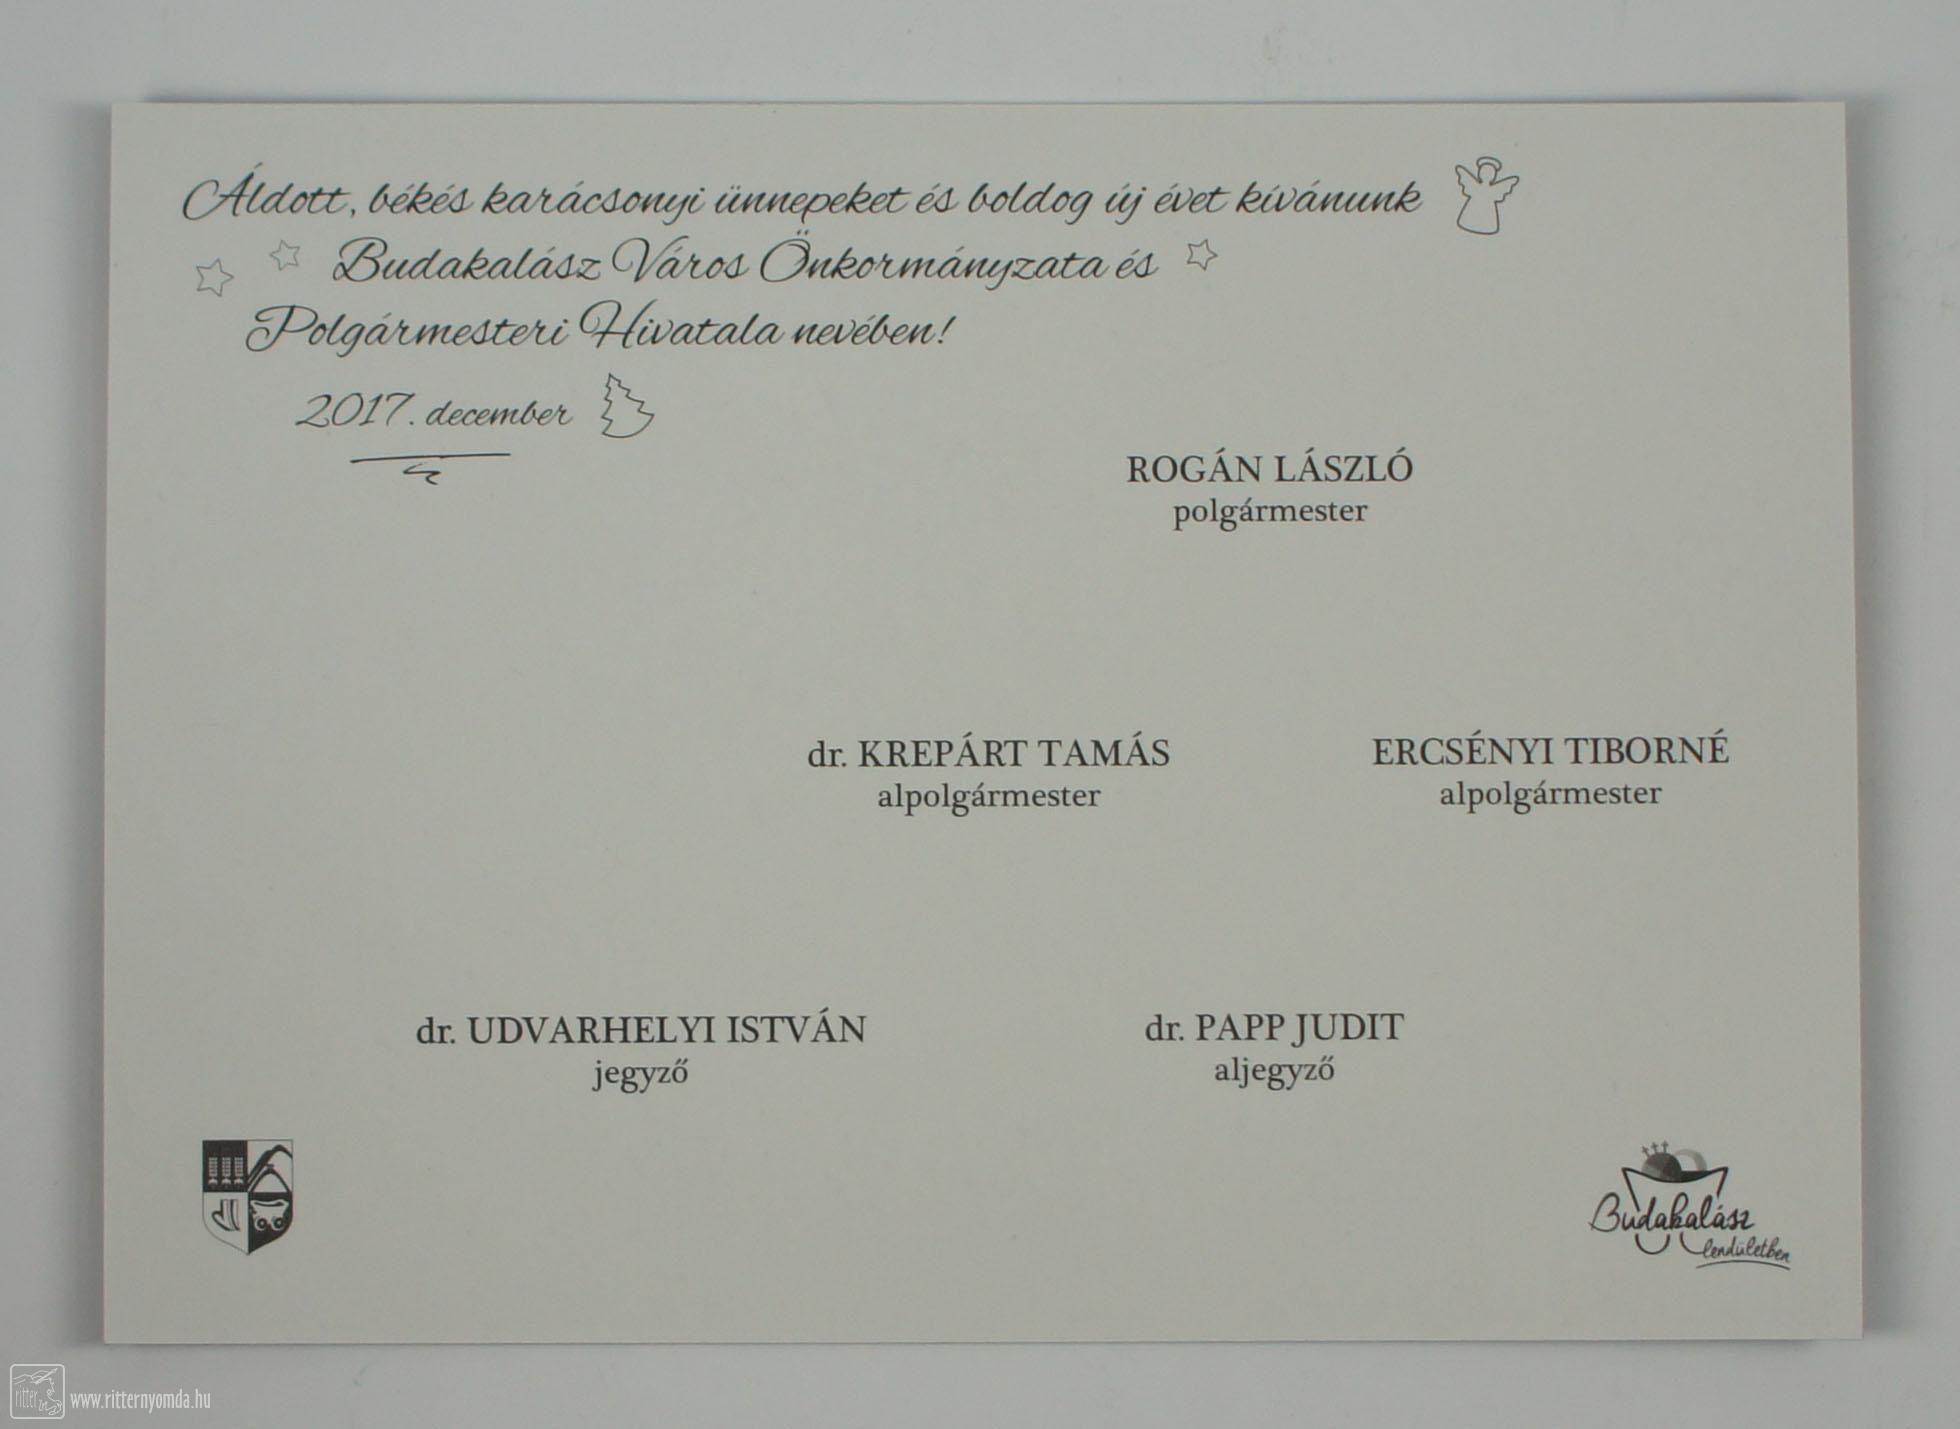 Áldott, békés karácsonyi ünnepeket és boldog új évet kívánunk
Budakalász Város Önkormányzata és
Polgármesteri Hivatala nevében!
2017. december
ROGÁN LÁSZLÓ
polgármester
dr. KREPÁRT TAMÁS
alpolgármester
ERCSÉNYI TIBORNÉ
alpolgármester
dr. UDVARHELYI ISTVÁN
jegyző
dr. PAPP JUDIT
aljegyző
Budakalász
lendületben
ritter
www.ritternyomda.hu